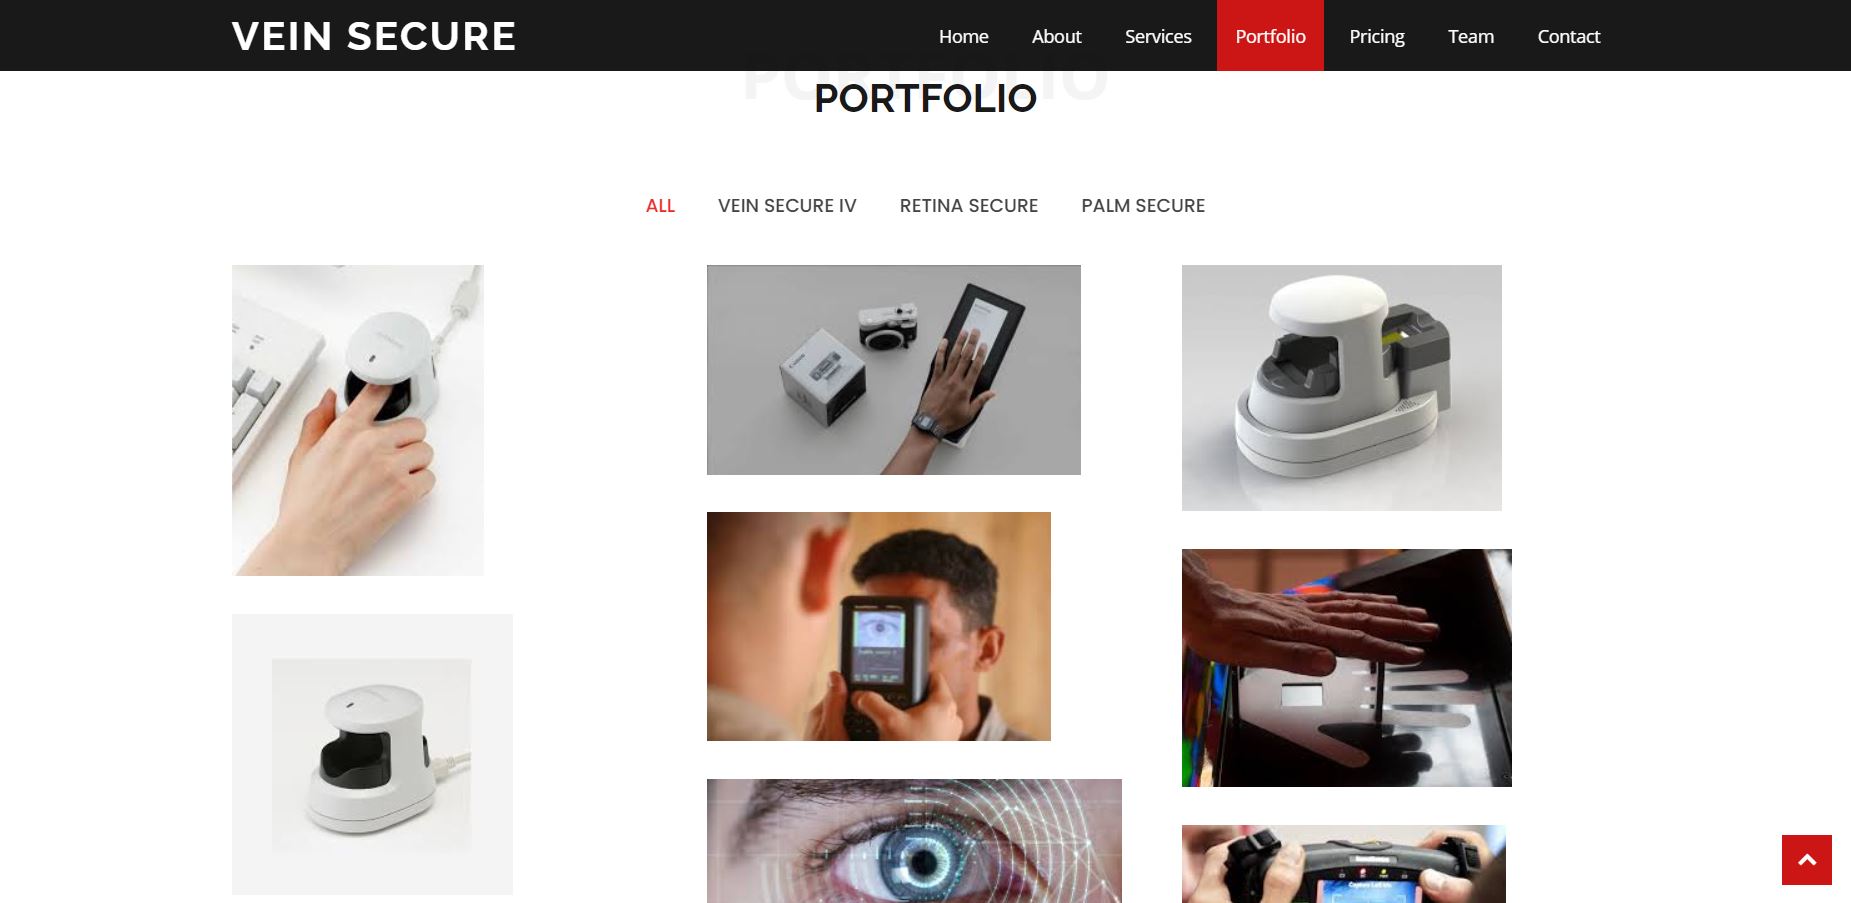 VEIN SECURE
Home About Services Portfolio Pricing Team Contact
PORTFOLIO
PORTFOLIO
ALL VEIN SECURE IV RETINA SECURE PALM SECURE
Canon